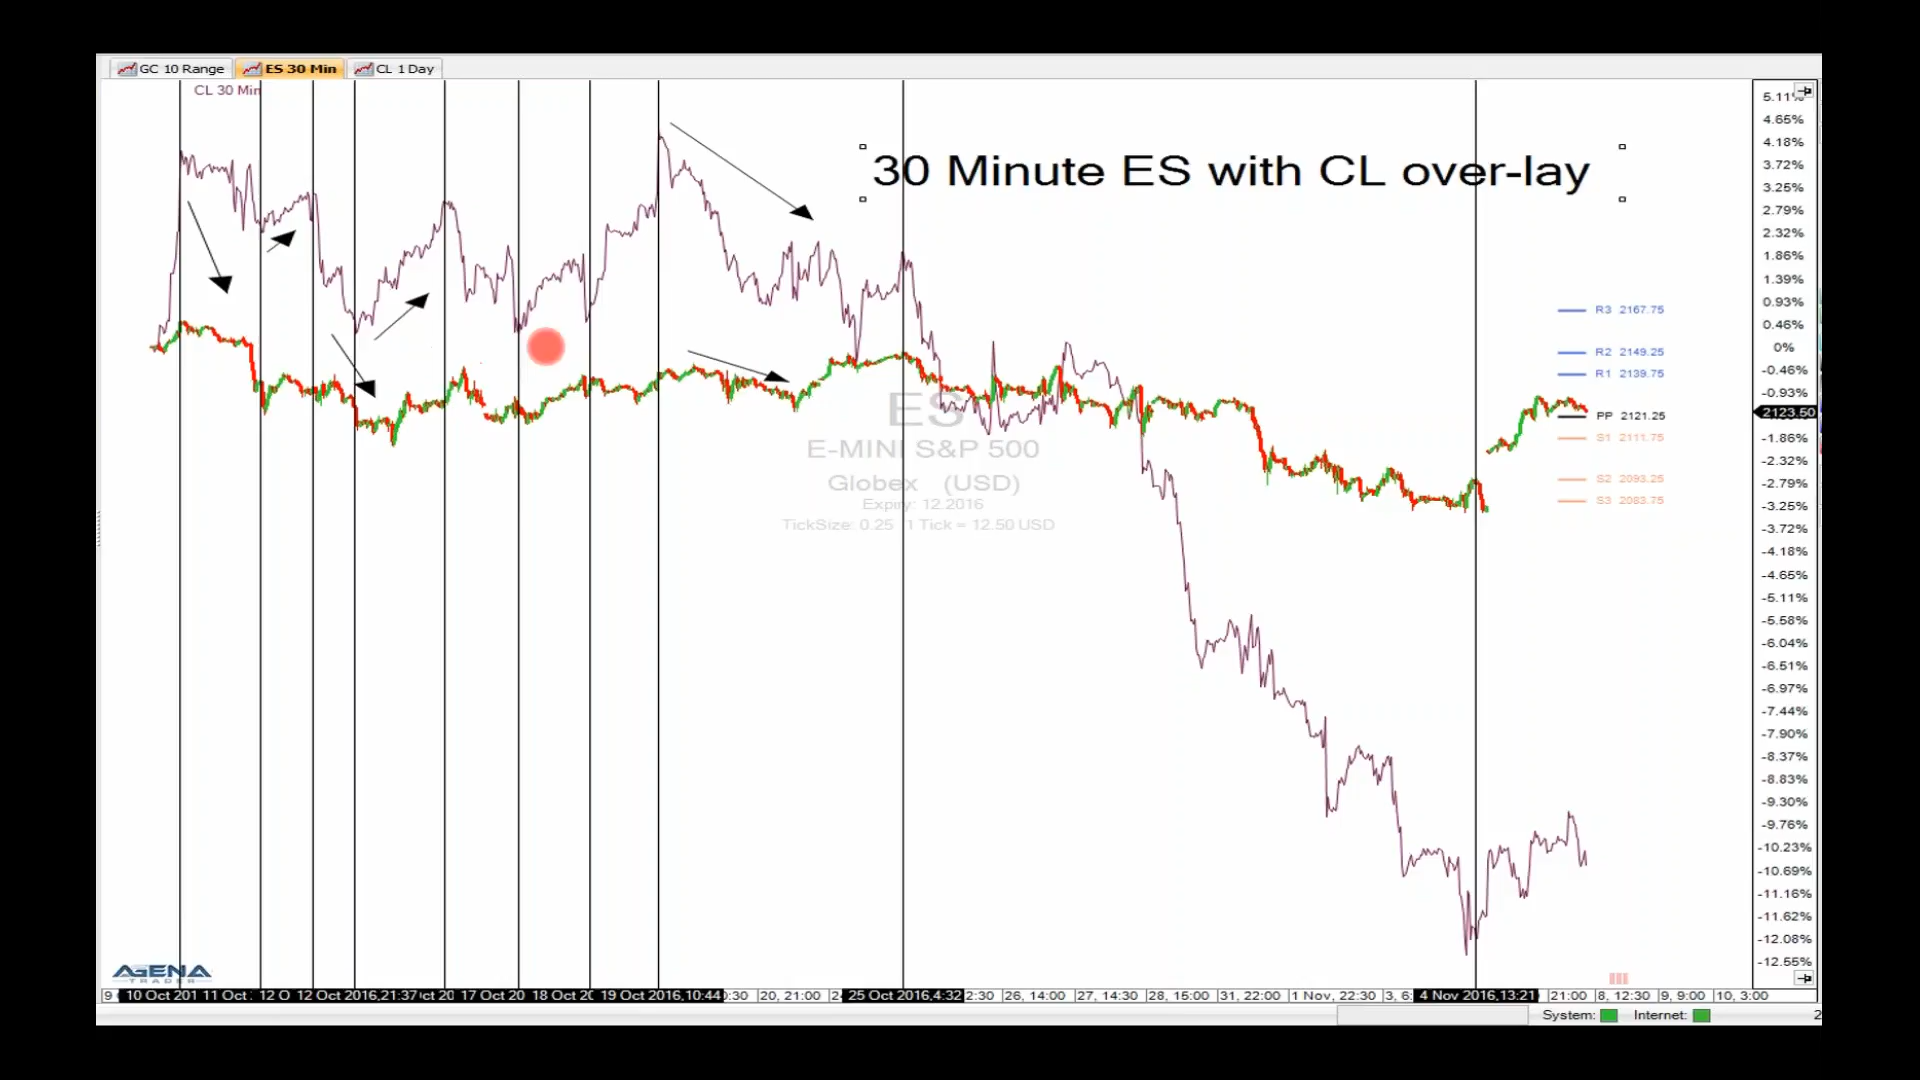 GC 10 Range ES 30 Min CL 1 Day
CL 30 Min
30 Minute ES with CL over-lay
5.11%
4.65%
4.18%
3.72%
3.25%
2.79%
2.32%
1.86%
1.39%
0.93%
0.46%
0%
-0.46%
-0.93%
2123.50
-1.86%
-2.32%
-2.79%
-3.25%
-3.72%
-4.18%
-4.65%
-5.11%
-5.58%
-6.04%
-6.51%
-6.97%
-7.44%
-7.90%
-8.37%
-8.83%
-9.30%
-9.76%
-10.23%
-10.69%
-11.16%
-11.62%
-12.08%
-12.55%
R3 2167.75
R2 2149.25
R1 2139.75
PP 2121.25
S1 2111.75
S2 2093.25
S3 2083.75
ES
E-MINI S&P 500
Globex (USD)
Expiry: 12.2016
TickSize: 0.25 1 Tick = 12.50 USD
AGENA
TRADER
9 10 Oct 201 11 Oct 12 O 12 Oct 2016,21:37 ct 20 17 Oct 20 18 Oct 20 19 Oct 2016,10:44 :30 20, 21:00 25 Oct 2016,4:32 2:30 26, 14:00 27, 14:30 28, 15:00 31, 22:00 1 Nov, 22:30 3, 6: 4 Nov 2016,13:21 21:00 8, 12:30 9, 9:00 10, 3:00
System: Internet: 2